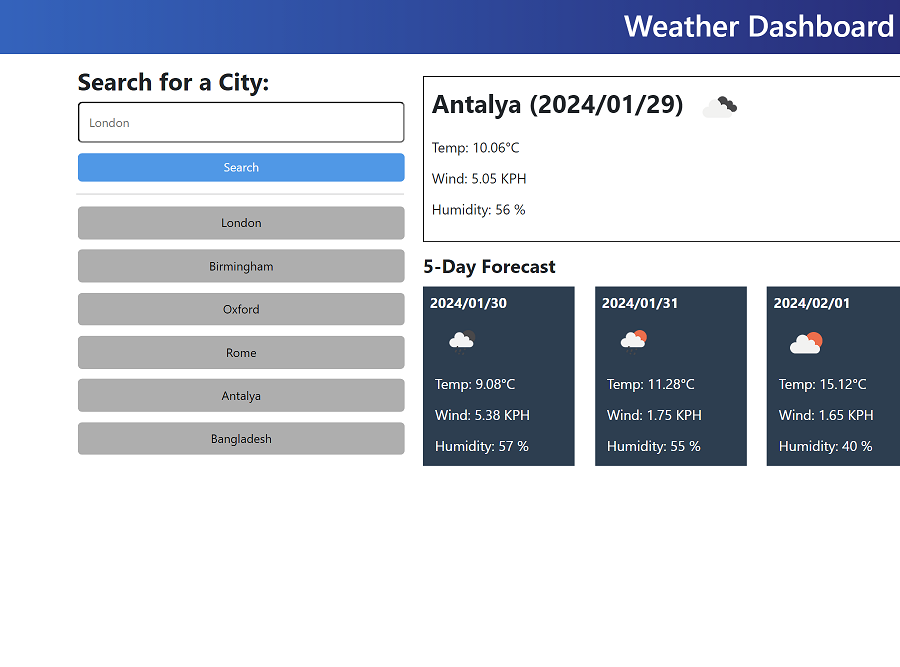 Weather Dashboard
Search for a City:
London
Search
London
Birmingham
Oxford
Rome
Antalya
Bangladesh
Antalya (2024/01/29)
Temp: 10.06°C
Wind: 5.05 KPH
Humidity: 56 %
5-Day Forecast
2024/01/30
Temp: 9.08°C
Wind: 5.38 KPH
Humidity: 57 %
2024/01/31
Temp: 11.28°C
Wind: 1.75 KPH
Humidity: 55 %
2024/02/01
Temp: 15.12°C
Wind: 1.65 KPH
Humidity: 40 %